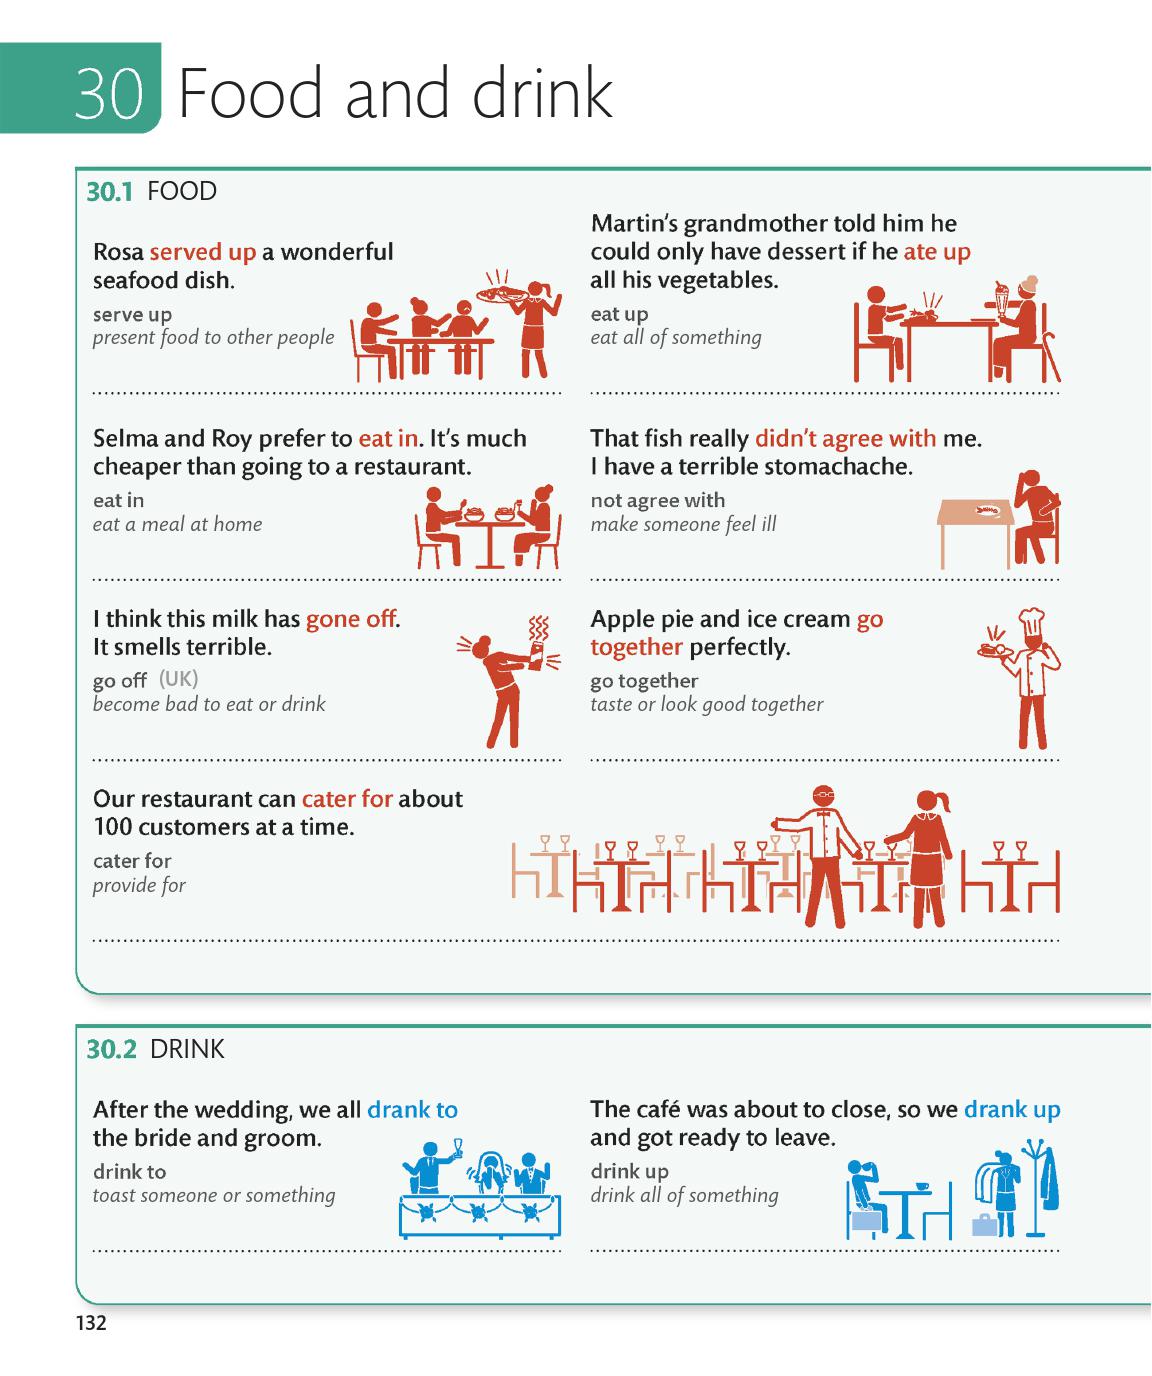 30 Food and drink
30.1 FOOD
Rosa served up a wonderful
seafood dish.
serve up
present food to other people
Martin's grandmother told him he
could only have dessert if he ate up
all his vegetables.
eat up
eat all of something
Selma and Roy prefer to eat in. It's much
cheaper than going to a restaurant.
eat in
eat a meal at home
That fish really didn't agree with me.
I have a terrible stomachache.
not agree with
make someone feel ill
I think this milk has gone off.
It smells terrible.
go off (UK)
become bad to eat or drink
Apple pie and ice cream go
together perfectly.
go together
taste or look good together
Our restaurant can cater for about
100 customers at a time.
cater for
provide for
30.2 DRINK
After the wedding, we all drank to
the bride and groom.
drink to
toast someone or something
The café was about to close, so we drank up
and got ready to leave.
drink up
drink all of something
132